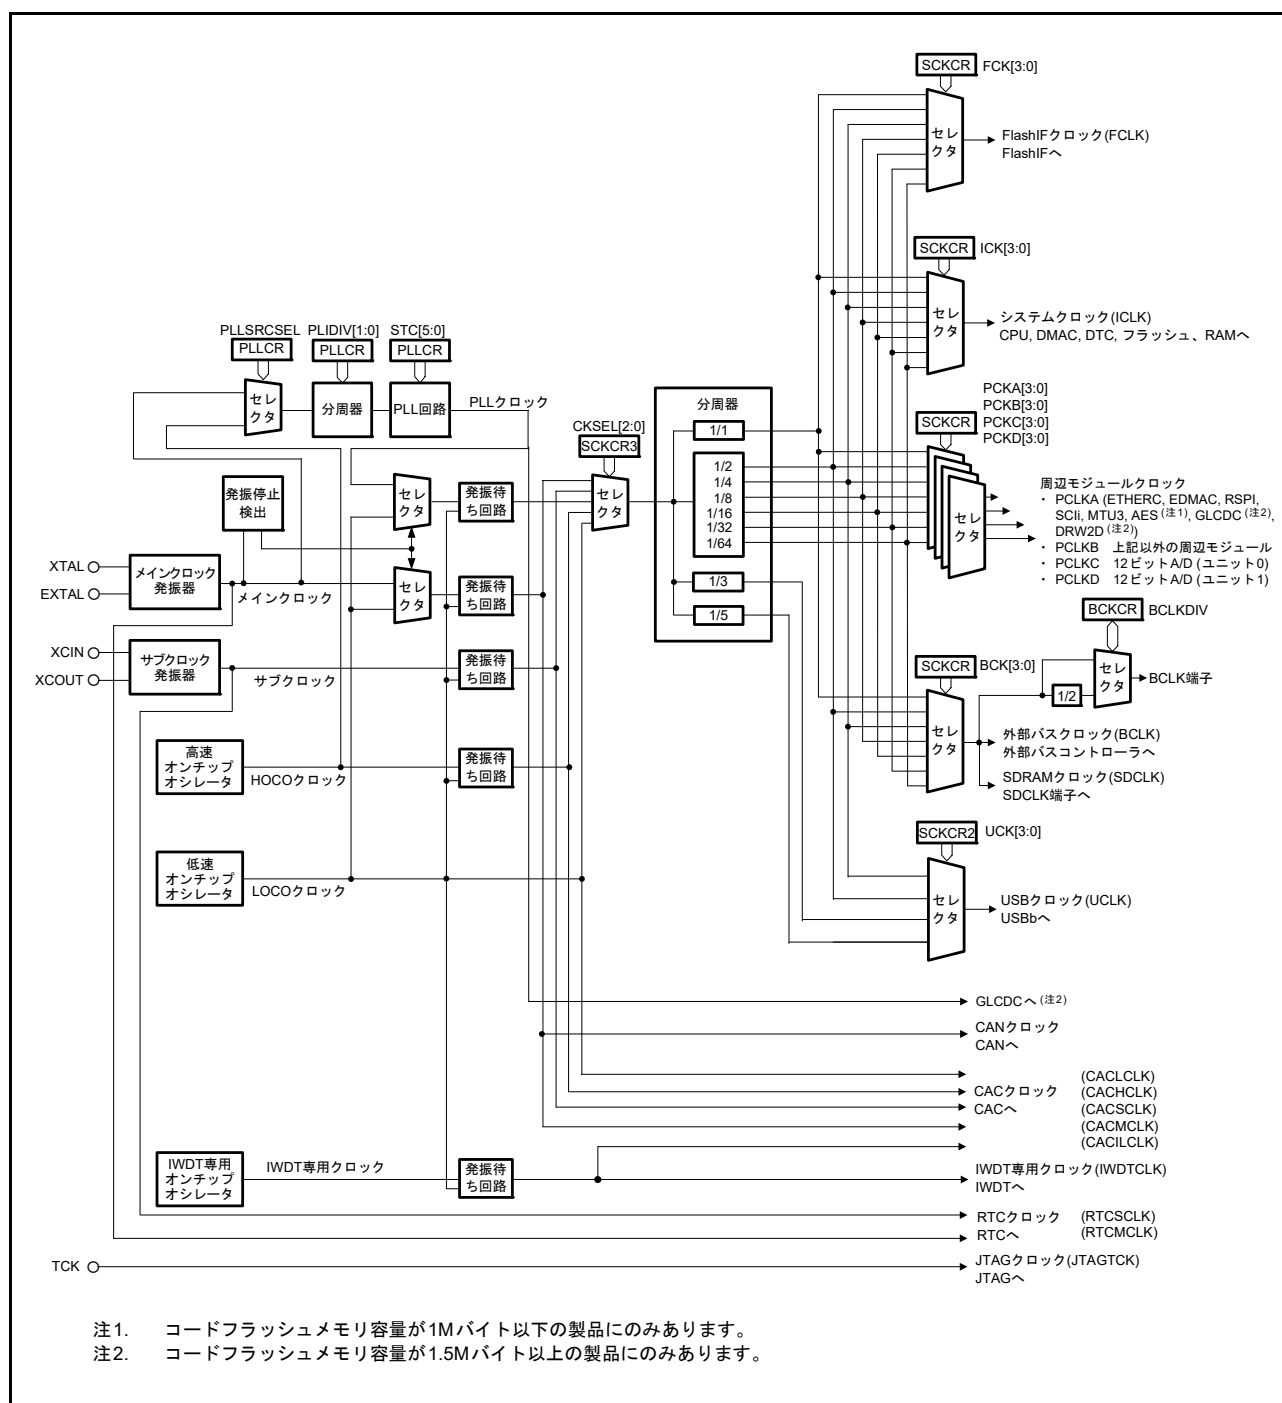 SCKCR FCK[3:0]
セレクタ
FlashIFクロック(FCLK)
FlashIFへ
SCKCR ICK[3:0]
セレクタ
システムクロック(ICLK)
CPU, DMAC, DTC, フラッシュ、RAMへ
PLLSRCSEL PLIDIV[1:0] STC[5:0]
PLLCR PLLCR PLLCR
セレクタ
分周器
PLL回路
PLLクロック
CKSEL[2:0]
SCKCR3
セレクタ
分周器
1/1
1/2
1/4
1/8
1/16
1/32
1/64
1/3
1/5
PCKA[3:0]
PCKB[3:0]
SCKCR PCKC[3:0]
PCKD[3:0]
セレクタ
周辺モジュールクロック
・ PCLKA (ETHERC, EDMAC, RSPI,
SCIi, MTU3, AES (注1), GLCDC (注2),
DRW2D (注2))
・ PCLKB 上記以外の周辺モジュール
・ PCLKC 12ビットA/D (ユニット0)
・ PCLKD 12ビットA/D (ユニット1)
発振停止
検出
セレクタ
発振待
ち回路
XTAL
EXTAL
メインクロック
発振器
メインクロック
セレクタ
発振待
ち回路
XCIN
XCOUT
サブクロック
発振器
サブクロック
発振待
ち回路
BCKCR BCLKDIV
SCKCR BCK[3:0]
セレクタ
1/2
セレクタ
BCLK端子
外部バスクロック(BCLK)
外部バスコントローラへ
SDRAMクロック(SDCLK)
SDCLK端子へ
高速
オンチップ
オシレータ
HOCOクロック
発振待
ち回路
低速
オンチップ
オシレータ
LOCOクロック
SCKCR2 UCK[3:0]
セレクタ
USBクロック(UCLK)
USBbへ
GLCDCへ (注2)
CANクロック
CANへ
CACクロック
CACへ
(CACLCLK)
(CACHCLK)
(CACSCLK)
(CACMCLK)
(CACILCLK)
IWDT専用
オンチップ
オシレータ
IWDT専用クロック
発振待
ち回路
IWDT専用クロック(IWDTCLK)
IWDTへ
RTCクロック (RTCSCLK)
RTCへ (RTCMCLK)
TCK
JTAGクロック(JTAGTCK)
JTAGへ
注1. コードフラッシュメモリ容量が1Mバイト以下の製品にのみあります。
注2. コードフラッシュメモリ容量が1.5Mバイト以上の製品にのみあります。